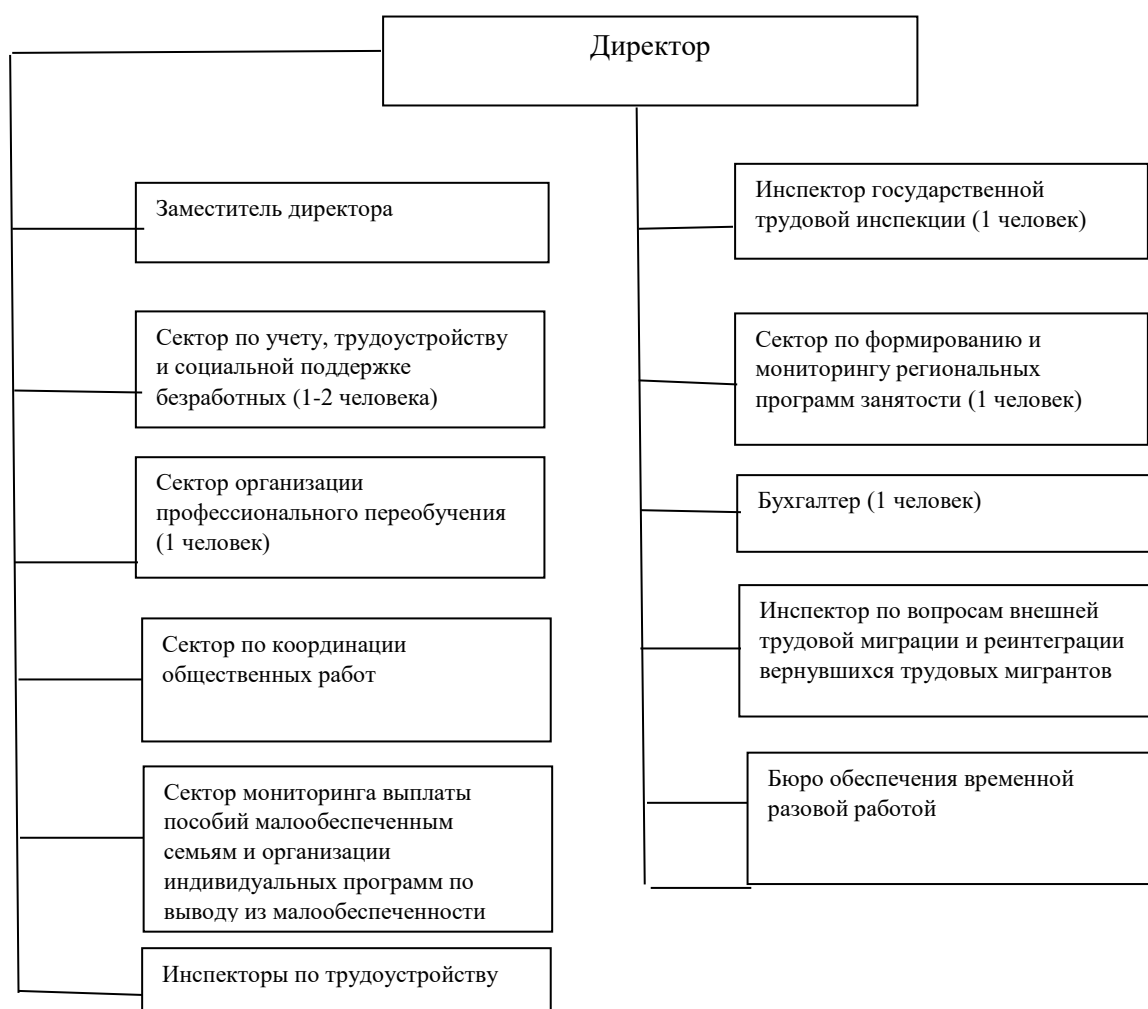 Директор
Заместитель директора
Сектор по учету, трудоустройству
и социальной поддержке
безработных (1-2 человека)
Сектор организации
профессионального переобучения
(1 человек)
Сектор по координации
общественных работ
Сектор мониторинга выплаты
пособий малообеспеченным
семьям и организации
индивидуальных программ по
выводу из малообеспеченности
Инспекторы по трудоустройству
Инспектор государственной
трудовой инспекции (1 человек)
Сектор по формированию и
мониторингу региональных
программ занятости (1 человек)
Бухгалтер (1 человек)
Инспектор по вопросам внешней
трудовой миграции и реинтеграции
вернувшихся трудовых мигрантов
Бюро обеспечения временной
разовой работой